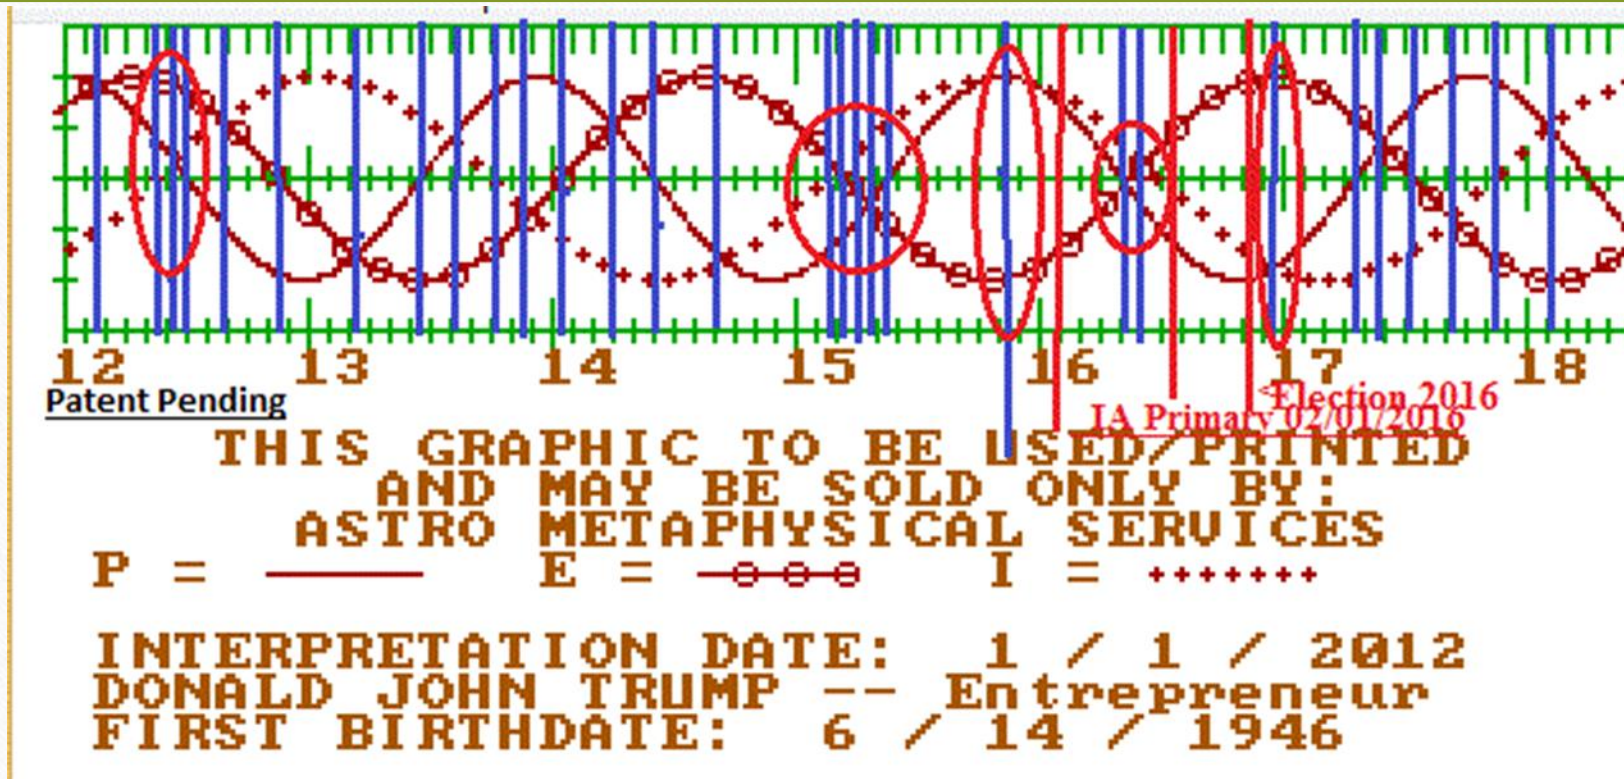 12 13 14 15 16 17 18
<Election 2016
Patent Pending
IA Primary 02/01/2016
THIS GRAPHIC TO BE USED/PRINTED
AND MAY BE SOLD ONLY BY:
ASTRO METAPHYSICAL SERVICES
P = E = I =
INTERPRETATION DATE: 1 / 1 / 2012
DONALD JOHN TRUMP -- Entrepreneur
FIRST BIRTHDATE: 6 / 14 / 1946